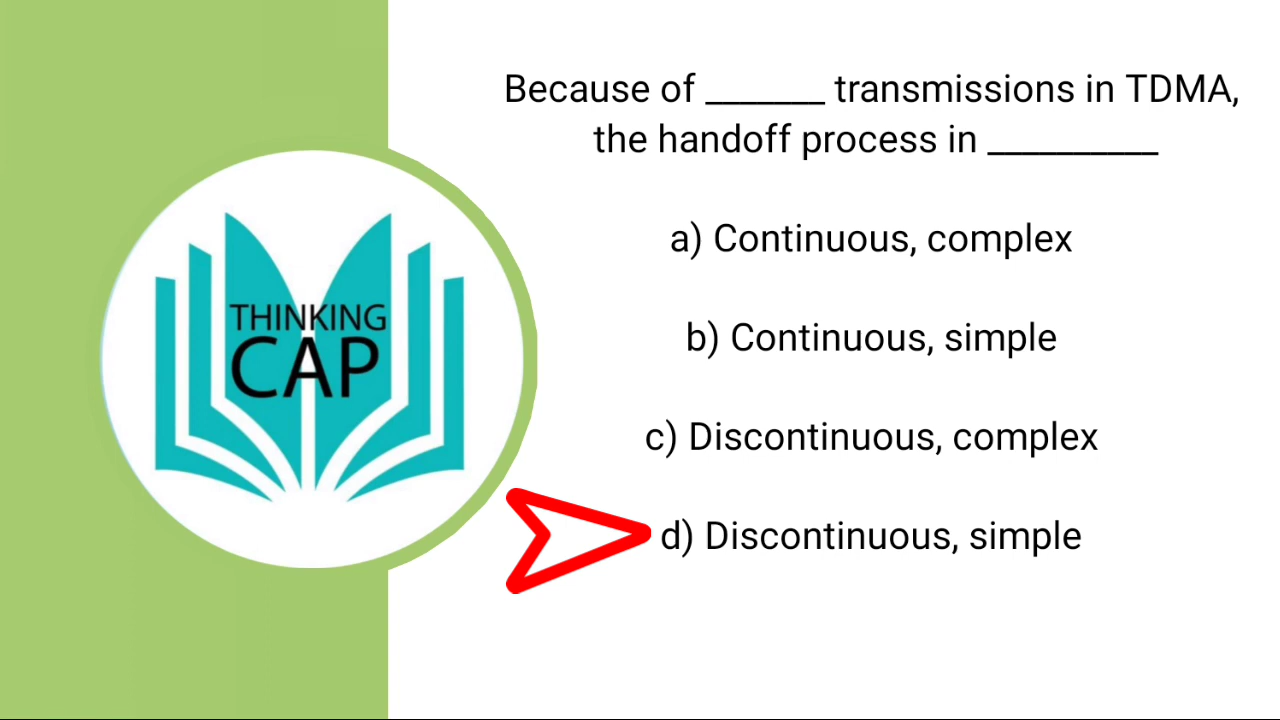 Because of _______ transmissions in TDMA,
the handoff process in __________
a) Continuous, complex
b) Continuous, simple
c) Discontinuous, complex
d) Discontinuous, simple
THINKING
CAP